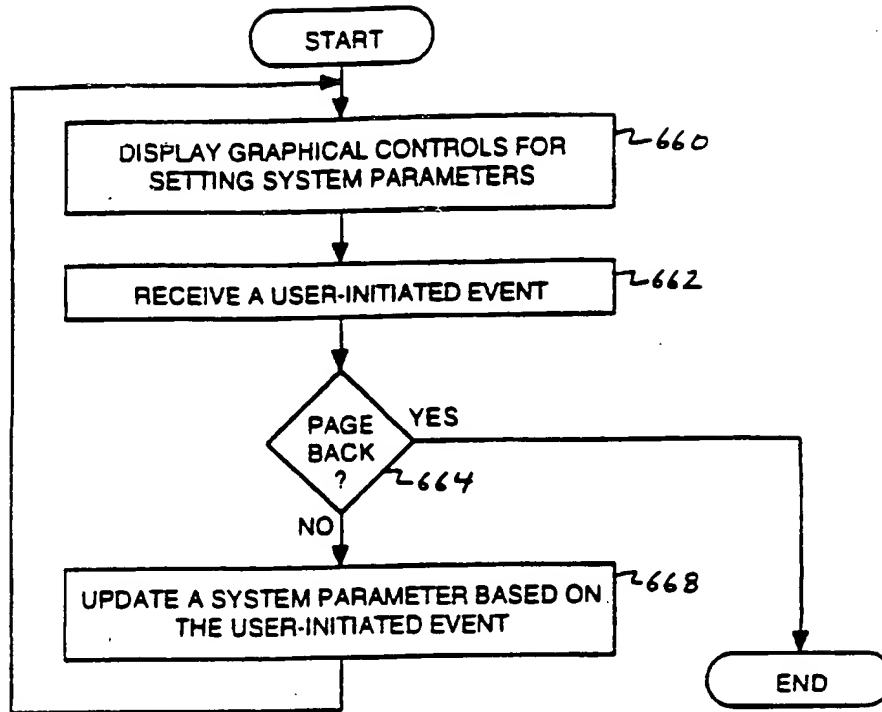 START
DISPLAY GRAPHICAL CONTROLS FOR
SETTING SYSTEM PARAMETERS
660
RECEIVE A USER-INITIATED EVENT
662
PAGE
BACK
?
YES
664
NO
UPDATE A SYSTEM PARAMETER BASED ON
THE USER-INITIATED EVENT
668
END